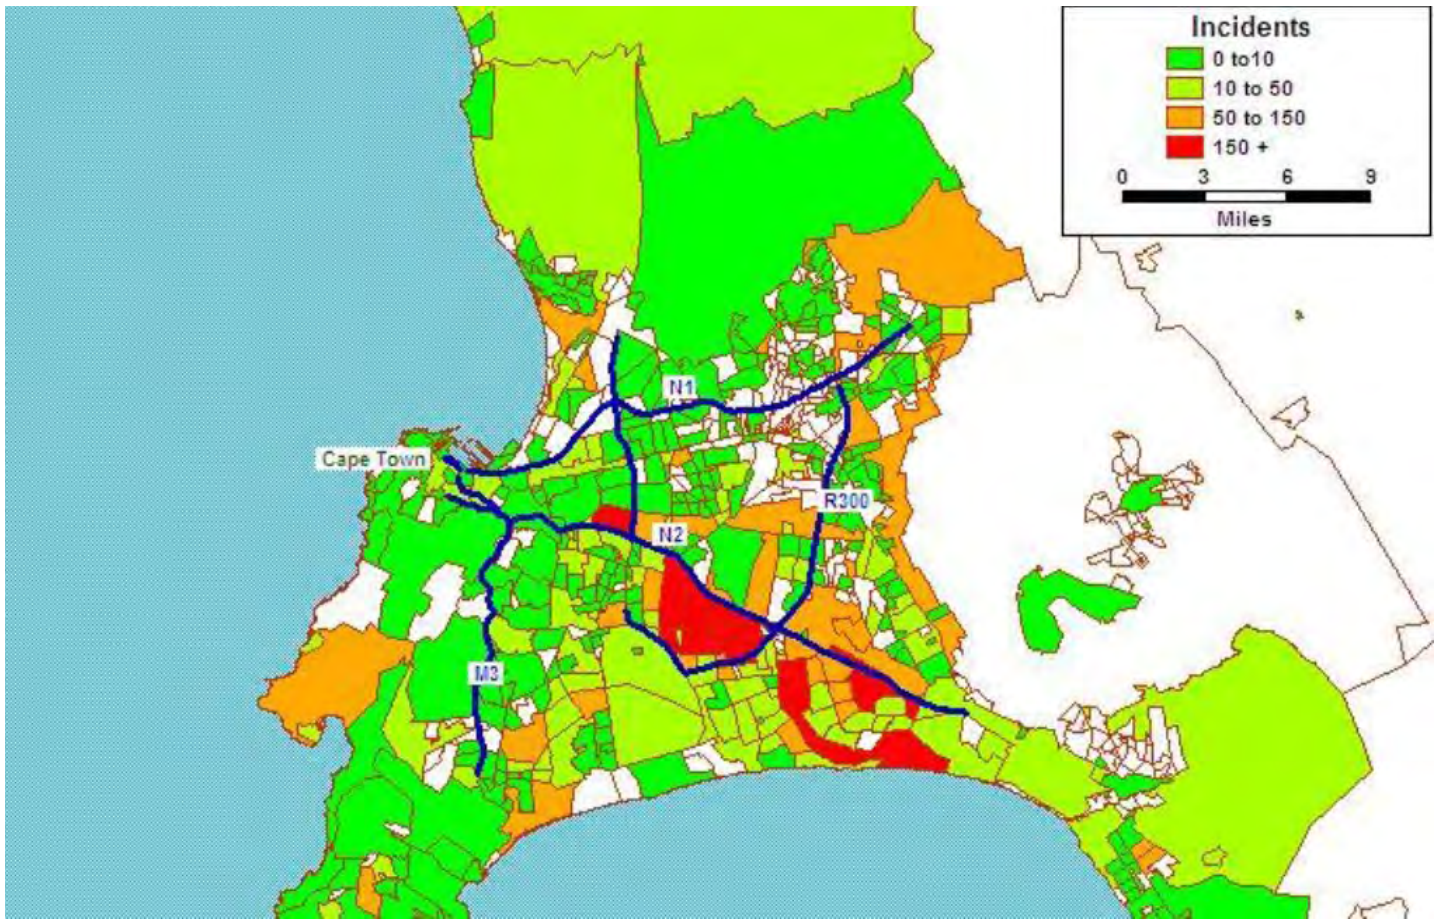 Incidents
0 to10
10 to 50
50 to 150
150 +
0 3 6 9
Miles
N1
Cape Town
R300
N2
M3